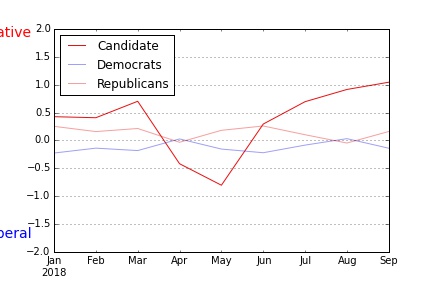 ative
2.0
1.5
1.0
0.5
0.0
−0.5
−1.0
−1.5
−2.0
beral
Candidate
Democrats
Republicans
Jan Feb Mar Apr May Jun Jul Aug Sep
2018